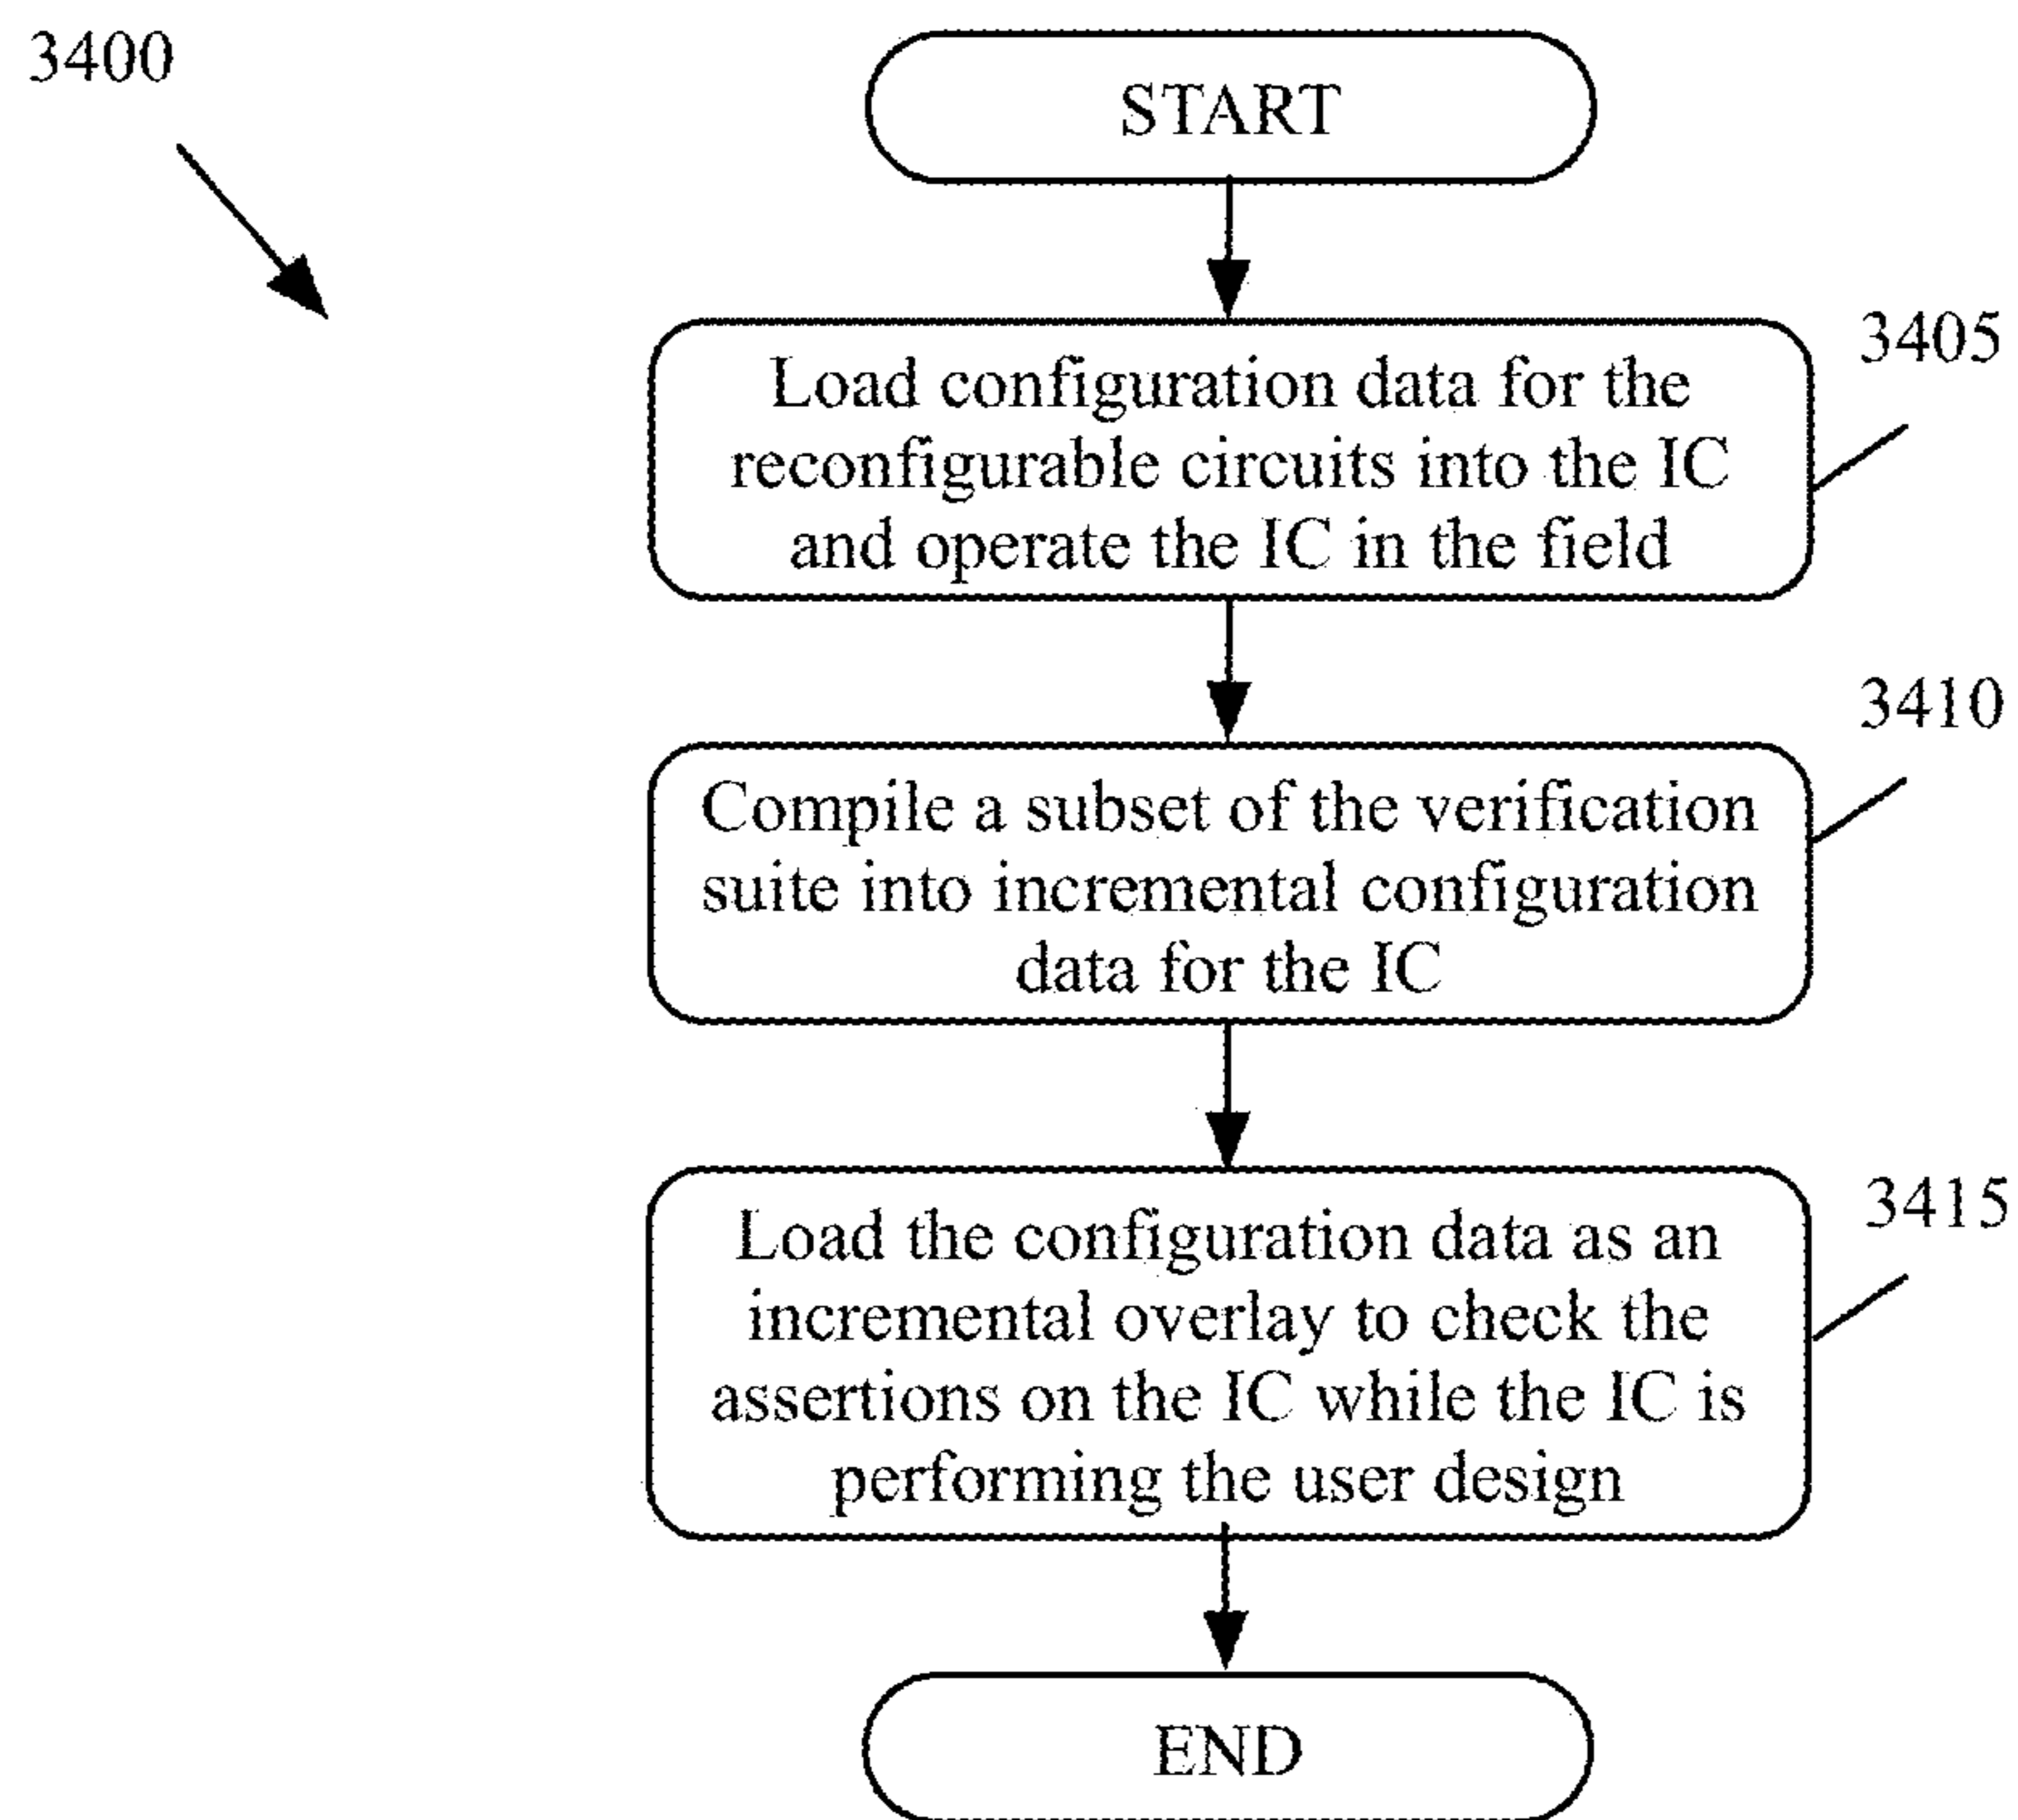 3400
START
3405
Load configuration data for the
reconfigurable circuits into the IC
and operate the IC in the field
3410
Compile a subset of the verification
suite into incremental configuration
data for the IC
3415
Load the configuration data as an
incremental overlay to check the
assertions on the IC while the IC is
performing the user design
END